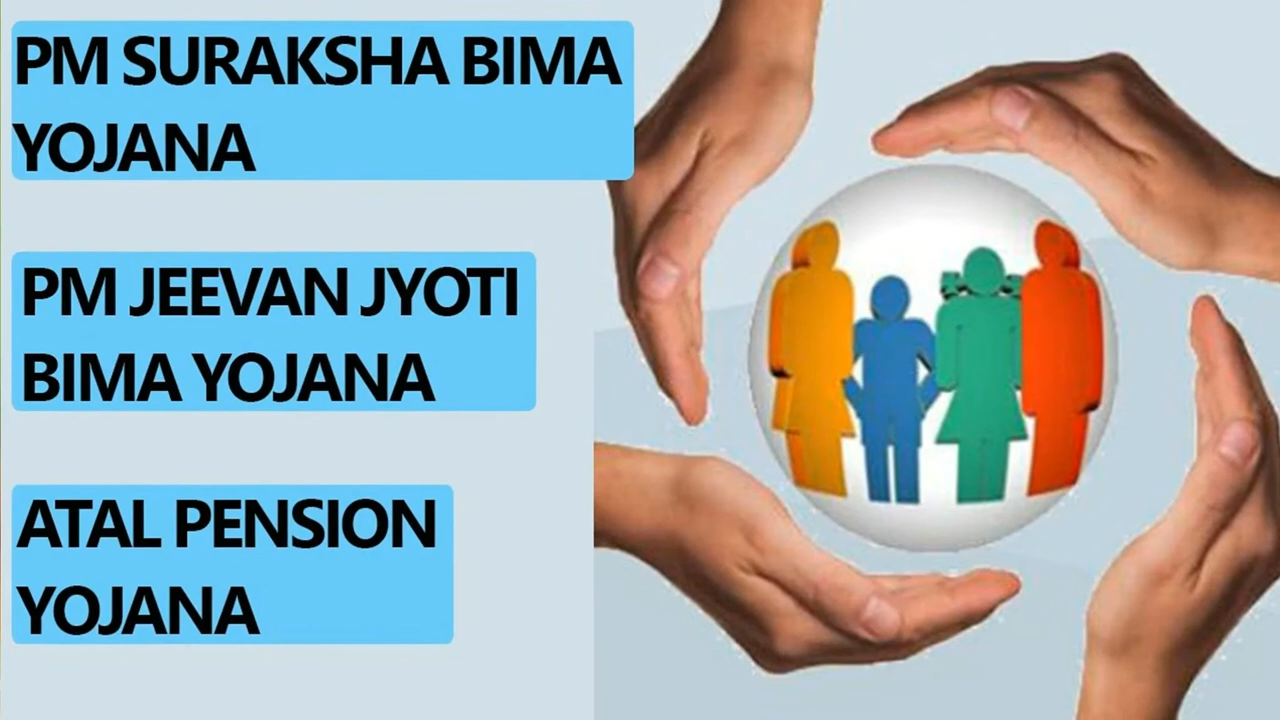 PM SURAKSHA BIMA
YOJANA
PM JEEVAN JYOTI
BIMA YOJANA
ATAL PENSION
YOJANA